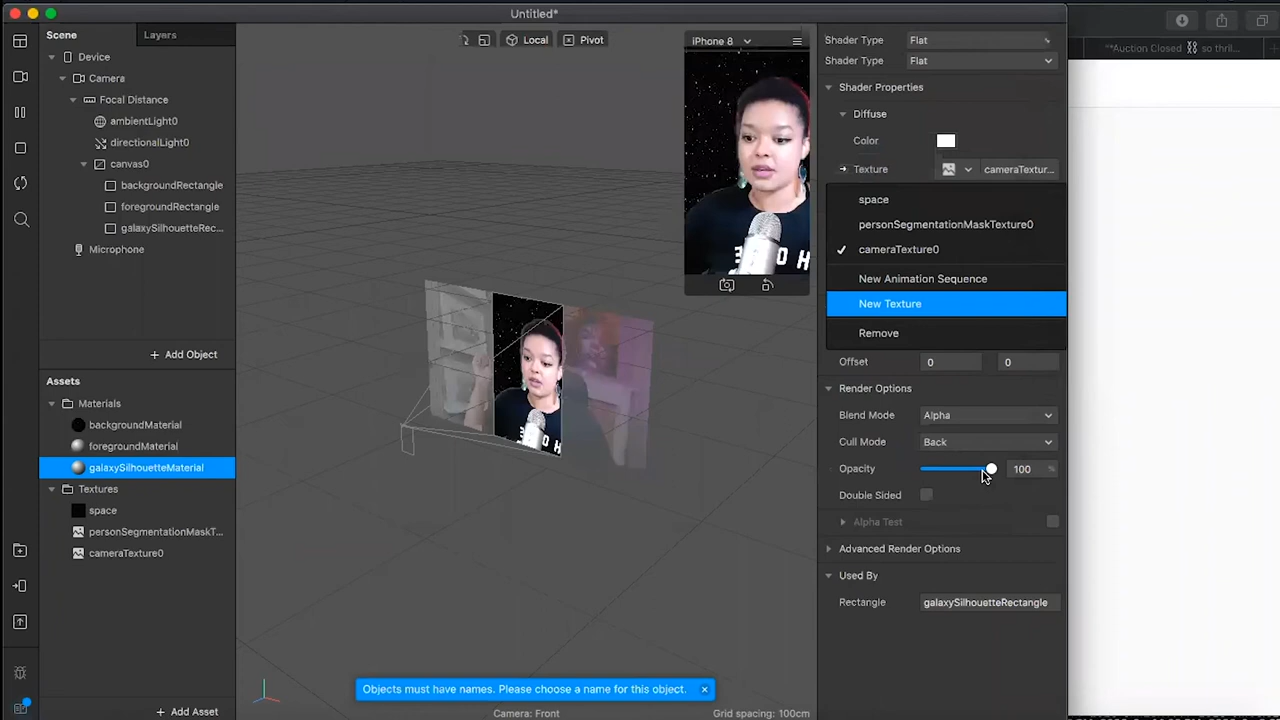 Untitled*
Scene
Layers
Device
Camera
Focal Distance
ambientLight0
directionalLight0
canvas0
backgroundRectangle
foregroundRectangle
galaxySilhouetteRec...
Microphone
Add Object
Assets
Materials
backgroundMaterial
foregroundMaterial
galaxySilhouetteMaterial
Textures
space
personSegmentationMaskT...
cameraTexture0
Add Asset
Local
Pivot
iPhone 8
Objects must have names. Please choose a name for this object.
Camera: Front
Grid spacing: 100cm
Shader Type Flat
Shader Type Flat
Shader Properties
Diffuse
Color
Texture cameraTextur...
space
personSegmentationMaskTexture0
cameraTexture0
New Animation Sequence
New Texture
Remove
Offset 0 0
Render Options
Blend Mode Alpha
Cull Mode Back
Opacity 100 %
Double Sided
Alpha Test
Advanced Render Options
Used By
Rectangle galaxySilhouetteRectangle
**Auction Closed so thril...